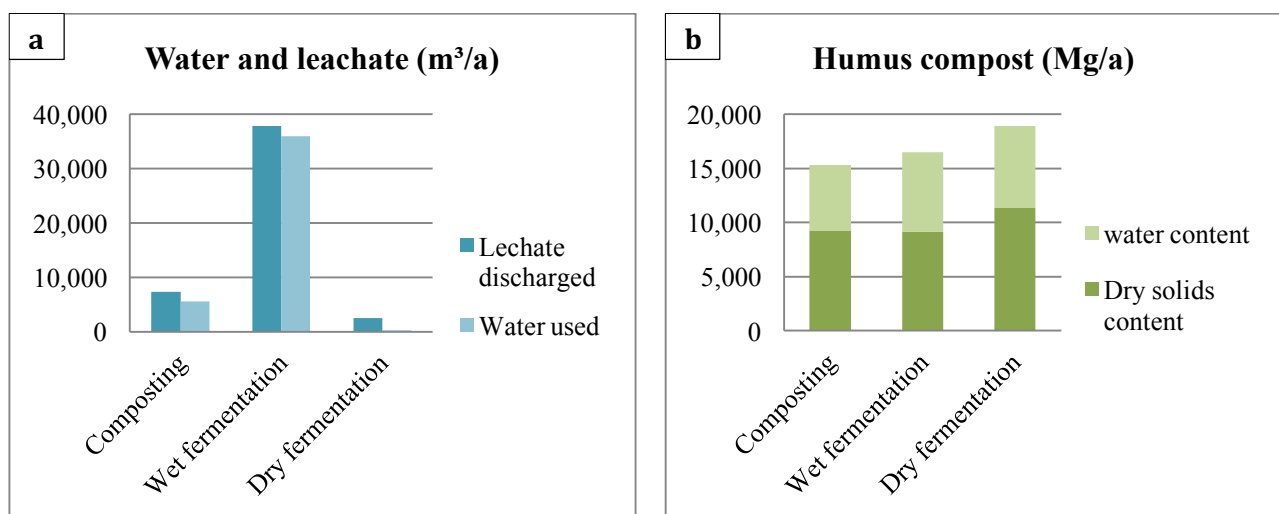 a
Water and leachate (m³/a)
40,000
30,000
20,000
10,000
0
Lechate
discharged
Water used
Composting
Wet fermentation
Dry fermentation
b
Humus compost (Mg/a)
20,000
15,000
10,000
5,000
0
water content
Dry solids
content
Composting
Wet fermentation
Dry fermentation